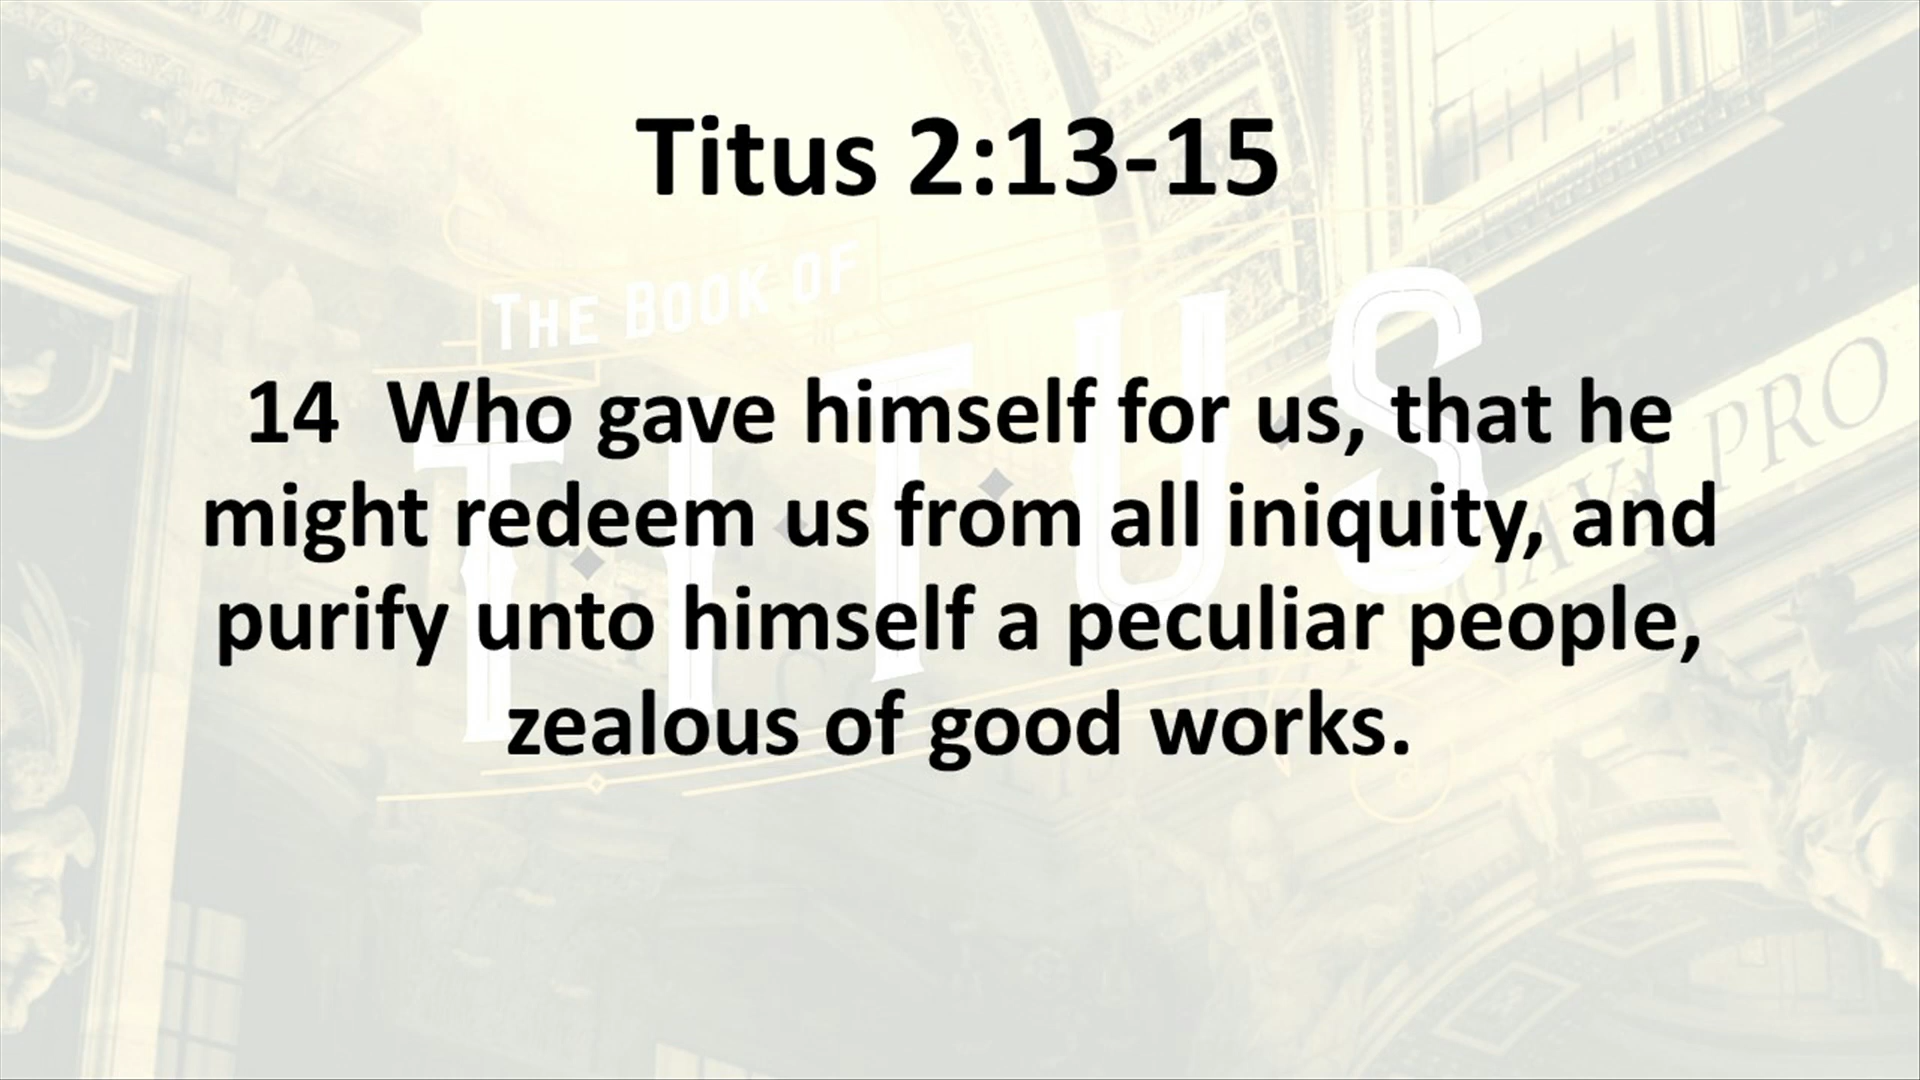 Titus 2:13-15
THE BOOK OF
TITUS
14 Who gave himself for us, that he
might redeem us from all iniquity, and
purify unto himself a peculiar people,
zealous of good works.
PRO